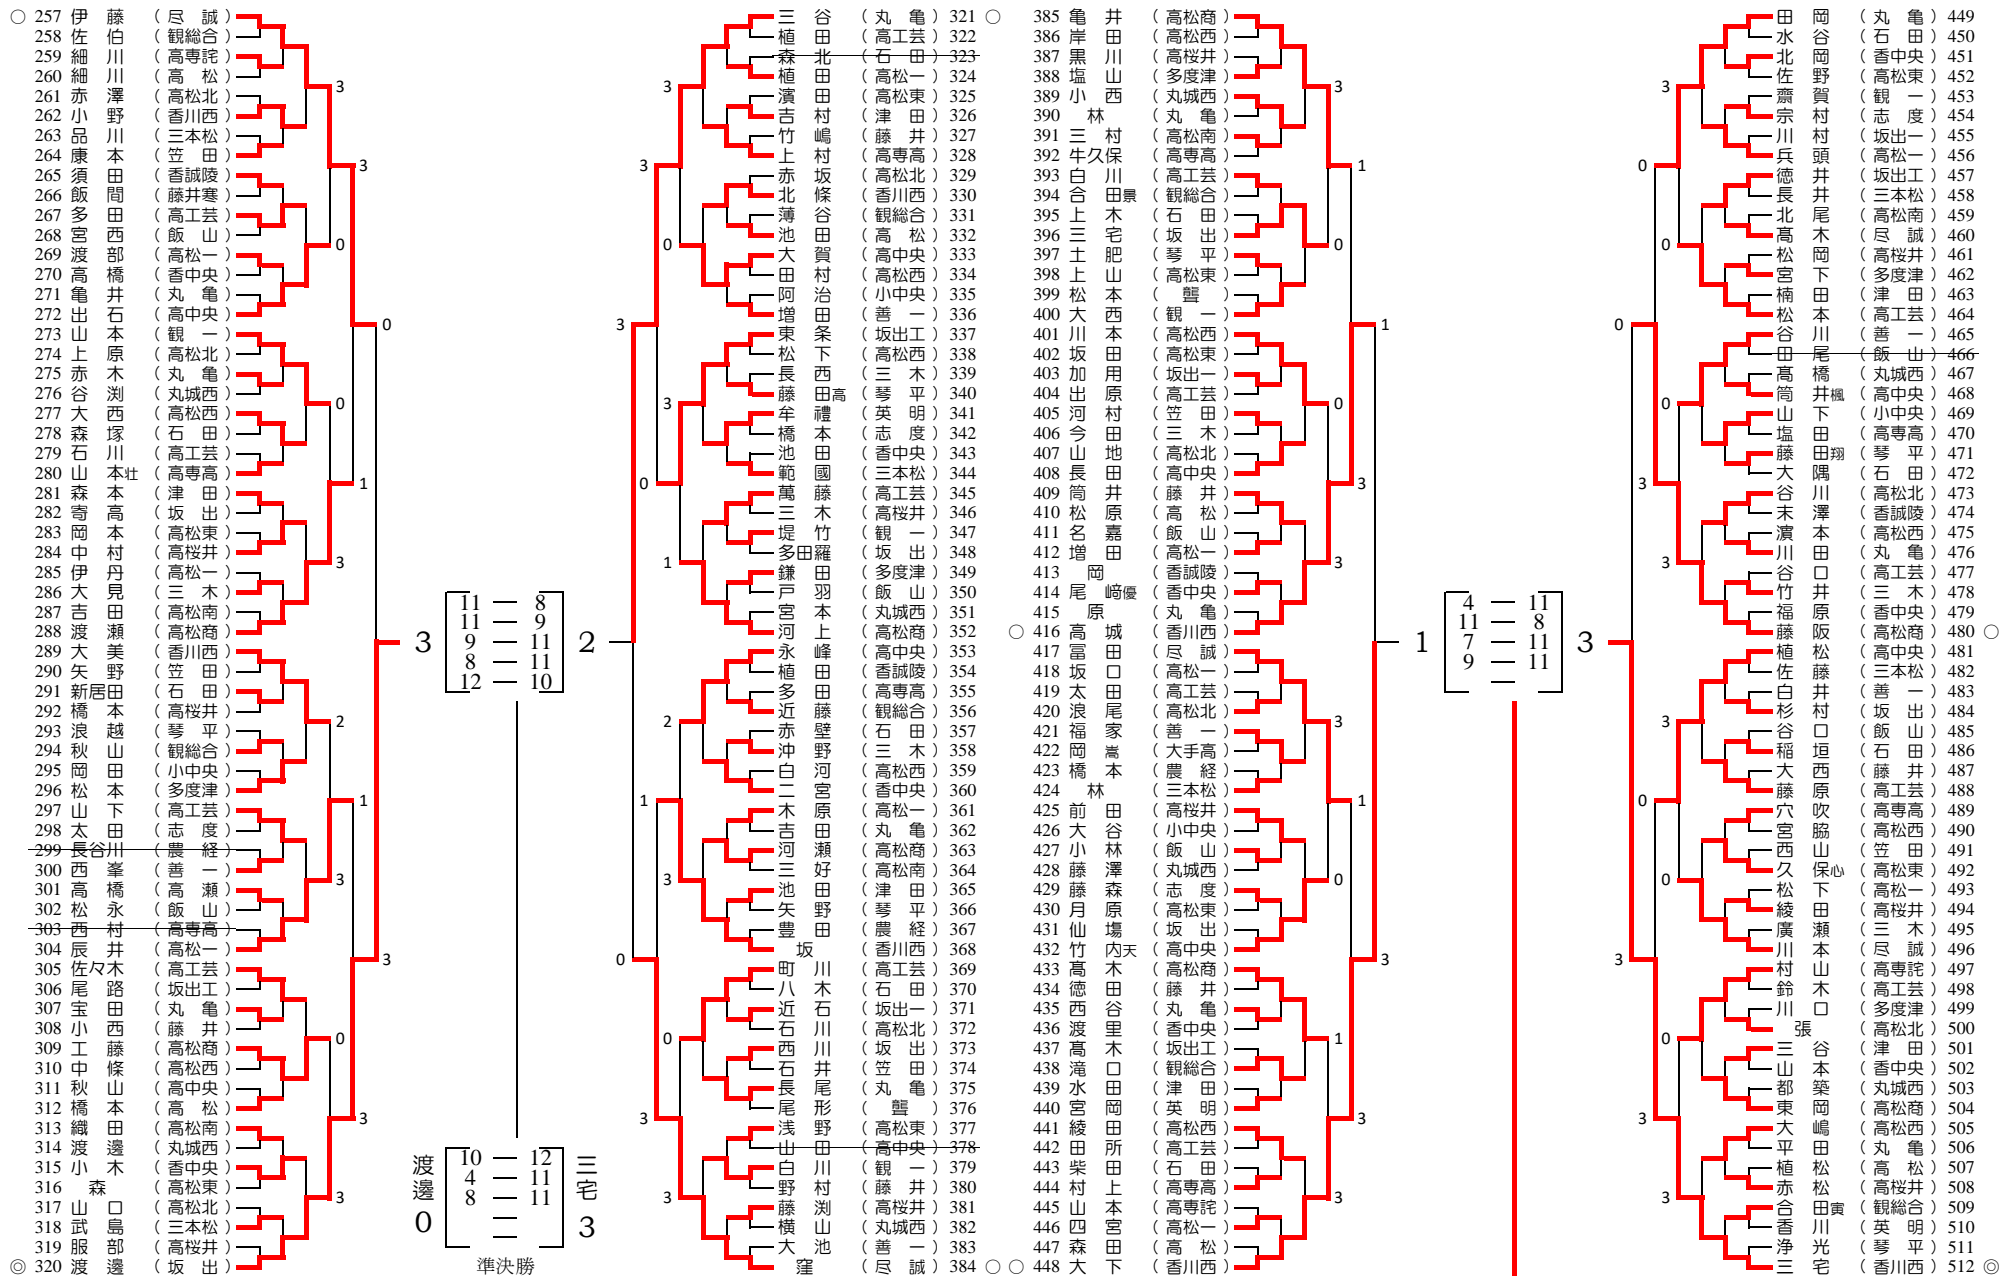 ○ 257 伊藤 (尽誠)
258 佐伯 (観総合)
259 細川 (高専詫)
260 細川 (高松)
261 赤澤 (高松北)
262 小野 (香川西)
263 品川 (三本松)
264 康本 (笠田)
265 須田 (香誠陵)
266 飯間 (藤井寒)
267 多田 (高工芸)
268 宮西 (飯山)
269 渡部 (高松一)
270 高橋 (香中央)
271 亀井 (丸亀)
272 出石 (高中央)
273 山本 (観一)
274 上原 (高松北)
275 赤木 (丸亀)
276 谷渕 (丸城西)
277 大西 (高松西)
278 森塚 (石田)
279 石川 (高工芸)
280 山本壮 (高専高)
281 森本 (津田)
282 寄高 (坂出)
283 岡本 (高松東)
284 中村 (高桜井)
285 伊丹 (高松一)
286 大見 (三木)
287 吉田 (高松南)
288 渡瀬 (高松商)
289 大美 (香川西)
290 矢野 (笠田)
291 新居田 (石田)
292 橋本 (高桜井)
293 浪越 (琴平)
294 秋山 (観総合)
295 岡田 (小中央)
296 松本 (多度津)
297 山下 (高工芸)
298 太田 (志度)
299 長谷川 (農経)
300 西峯 (善一)
301 高橋 (高瀬)
302 松永 (飯山)
303 西村 (高専高)
304 辰井 (高松一)
305 佐々木 (高工芸)
306 尾路 (坂出工)
307 宝田 (丸亀)
308 小西 (藤井)
309 工藤 (高松商)
310 中條 (高松西)
311 秋山 (高中央)
312 橋本 (高松)
313 織田 (高松南)
314 渡邊 (丸城西)
315 小木 (香中央)
316 森 (高松東)
317 山口 (高松北)
318 武島 (三本松)
319 服部 (高桜井)
◎ 320 渡邊 (坂出)
3
3
0
0
0
1
3
2
1
3
3
0
3
3
3 2
11 — 8
11 — 9
9 — 11
8 — 11
12 — 10
渡邊 0
三宅 3
10 — 12
4 — 11
8 — 11
—
—
準決勝
3
3
0
3
3
0
1
2
1
3
0
0
3
3
三谷 (丸亀) 321 ○
植田 (高工芸) 322
森北 (石田) 323
植田 (高松一) 324
濱田 (高松東) 325
吉村 (津田) 326
竹嶋 (藤井) 327
上村 (高専高) 328
赤坂 (高松北) 329
北條 (香川西) 330
薄谷 (観総合) 331
池田 (高松) 332
大賀 (高中央) 333
田村 (高松西) 334
阿治 (小中央) 335
増田 (善一) 336
東条 (坂出工) 337
松下 (高松西) 338
長西 (三木) 339
藤田高 (琴平) 340
牟禮 (英明) 341
橋本 (志度) 342
池田 (香中央) 343
範國 (三本松) 344
萬藤 (高工芸) 345
三木 (高桜井) 346
堤竹 (観一) 347
多田羅 (坂出) 348
鎌田 (多度津) 349
戸羽 (飯山) 350
宮本 (丸城西) 351
河上 (高松商) 352
永峰 (高中央) 353
植田 (香誠陵) 354
多田 (高専高) 355
近藤 (観総合) 356
赤壁 (石田) 357
沖野 (三木) 358
白河 (高松西) 359
二宮 (香中央) 360
木原 (高松一) 361
吉田 (丸亀) 362
河瀬 (高松商) 363
三好 (高松南) 364
池田 (津田) 365
矢野 (琴平) 366
豊田 (農経) 367
坂 (香川西) 368
町川 (高工芸) 369
八木 (石田) 370
近石 (坂出一) 371
石川 (高松北) 372
西川 (坂出) 373
石井 (笠田) 374
長尾 (丸亀) 375
尾形 (聾) 376
浅野 (高松東) 377
山田 (高中央) 378
白川 (観一) 379
野村 (藤井) 380
藤渕 (高桜井) 381
横山 (丸城西) 382
大池 (善一) 383
窪 (尽誠) 384 ○
385 亀井 (高松商)
386 岸田 (高松西)
387 黒川 (高桜井)
388 塩山 (多度津)
389 小西 (丸城西)
390 林 (丸亀)
391 三村 (高松南)
392 牛久保 (高専高)
393 白川 (高工芸)
394 合田景 (観総合)
395 上木 (石田)
396 三宅 (坂出)
397 土肥 (琴平)
398 上山 (高松東)
399 松本 (聾)
400 大西 (観一)
401 川本 (高松西)
402 坂田 (高松東)
403 加用 (坂出一)
404 出原 (高工芸)
405 河村 (笠田)
406 今田 (三木)
407 山地 (高松北)
408 長田 (高中央)
409 筒井 (藤井)
410 松原 (高松)
411 名嘉 (飯山)
412 増田 (高松一)
413 岡 (香誠陵)
414 尾﨑優 (香中央)
415 原 (丸亀)
○ 416 高城 (香川西)
417 冨田 (尽誠)
418 坂口 (高松一)
419 太田 (高工芸)
420 浪尾 (高松北)
421 福家 (善一)
422 岡嵩 (大手高)
423 橋本 (農経)
424 林 (三本松)
425 前田 (高桜井)
426 大谷 (小中央)
427 小林 (飯山)
428 藤澤 (丸城西)
429 藤森 (志度)
430 月原 (高松東)
431 仙場 (坂出)
432 竹内天 (高中央)
433 髙木 (高松商)
434 徳田 (藤井)
435 西谷 (丸亀)
436 渡里 (香中央)
437 髙木 (坂出工)
438 滝口 (観総合)
439 水田 (津田)
440 宮岡 (英明)
441 綾田 (高松西)
442 田所 (高工芸)
443 柴田 (石田)
444 村上 (高専高)
445 山本 (高専詫)
446 四宮 (高松一)
447 森田 (高松)
○ 448 大下 (香川西)
3
1
0
1
0
3
3
3
1
0
3
1
3
3
1 3
4 — 11
11 — 8
7 — 11
9 — 11
—
3
0
0
0
0
3
3
3
0
0
3
0
3
3
田岡 (丸亀) 449
水谷 (石田) 450
北岡 (香中央) 451
佐野 (高松東) 452
齋賀 (観一) 453
宗村 (志度) 454
川村 (坂出一) 455
兵頭 (高松一) 456
徳井 (坂出工) 457
長井 (三本松) 458
北尾 (高松南) 459
髙木 (尽誠) 460
松岡 (高桜井) 461
宮下 (多度津) 462
楠田 (津田) 463
松本 (高工芸) 464
谷川 (善一) 465
田尾 (飯山) 466
髙橋 (丸城西) 467
筒井楓 (高中央) 468
山下 (小中央) 469
塩田 (高専高) 470
藤田翔 (琴平) 471
大隅 (石田) 472
谷川 (高松北) 473
末澤 (香誠陵) 474
濵本 (高松西) 475
川田 (丸亀) 476
谷口 (高工芸) 477
竹井 (三木) 478
福原 (香中央) 479
藤阪 (高松商) 480 ○
植松 (高中央) 481
佐藤 (三本松) 482
白井 (善一) 483
杉村 (坂出) 484
谷口 (飯山) 485
稲垣 (石田) 486
大西 (藤井) 487
藤原 (高工芸) 488
穴吹 (高専高) 489
宮脇 (高松西) 490
西山 (笠田) 491
久保心 (高松東) 492
松下 (高松一) 493
綾田 (高桜井) 494
廣瀬 (三木) 495
川本 (尽誠) 496
村山 (高専詫) 497
鈴木 (高工芸) 498
川口 (多度津) 499
張 (高松北) 500
三谷 (津田) 501
山本 (香中央) 502
都築 (丸城西) 503
東岡 (高松商) 504
大嶋 (高松西) 505
平田 (丸亀) 506
植松 (高松) 507
赤松 (高桜井) 508
合田寅 (観総合) 509
香川 (英明) 510
浄光 (琴平) 511
三宅 (香川西) 512 ◎